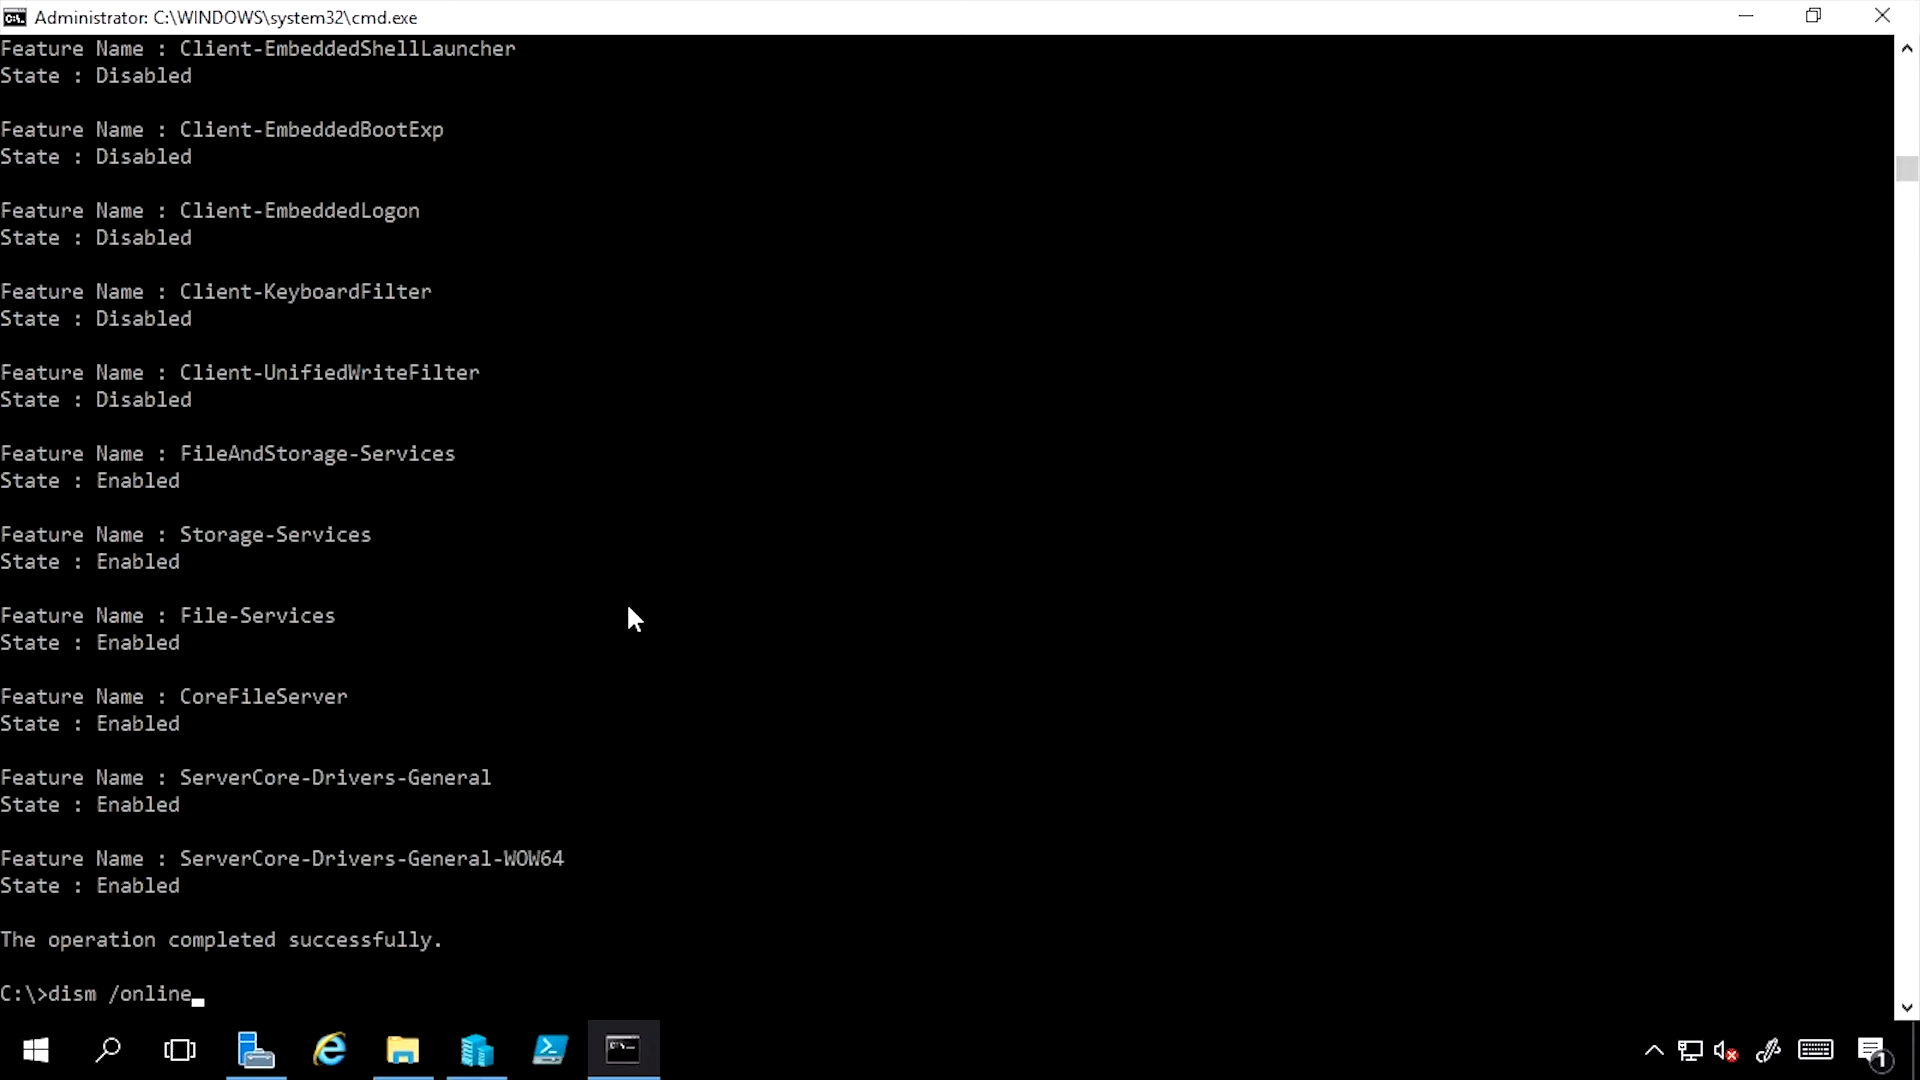 Administrator: C:\WINDOWS\system32\cmd.exe
Feature Name : Client-EmbeddedShellLauncher
State : Disabled
Feature Name : Client-EmbeddedBootExp
State : Disabled
Feature Name : Client-EmbeddedLogon
State : Disabled
Feature Name : Client-KeyboardFilter
State : Disabled
Feature Name : Client-UnifiedWriteFilter
State : Disabled
Feature Name : FileAndStorage-Services
State : Enabled
Feature Name : Storage-Services
State : Enabled
Feature Name : File-Services
State : Enabled
Feature Name : CoreFileServer
State : Enabled
Feature Name : ServerCore-Drivers-General
State : Enabled
Feature Name : ServerCore-Drivers-General-WOW64
State : Enabled
The operation completed successfully.
C:\>dism /online_
1